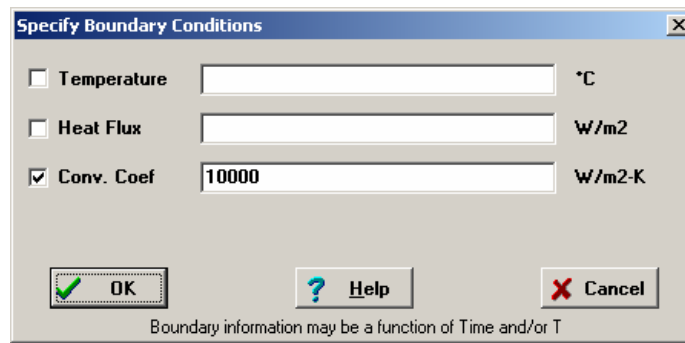 Specify Boundary Conditions
Temperature °C
Heat Flux W/m2
Conv. Coef 10000 W/m2-K
OK Help Cancel
Boundary information may be a function of Time and/or T